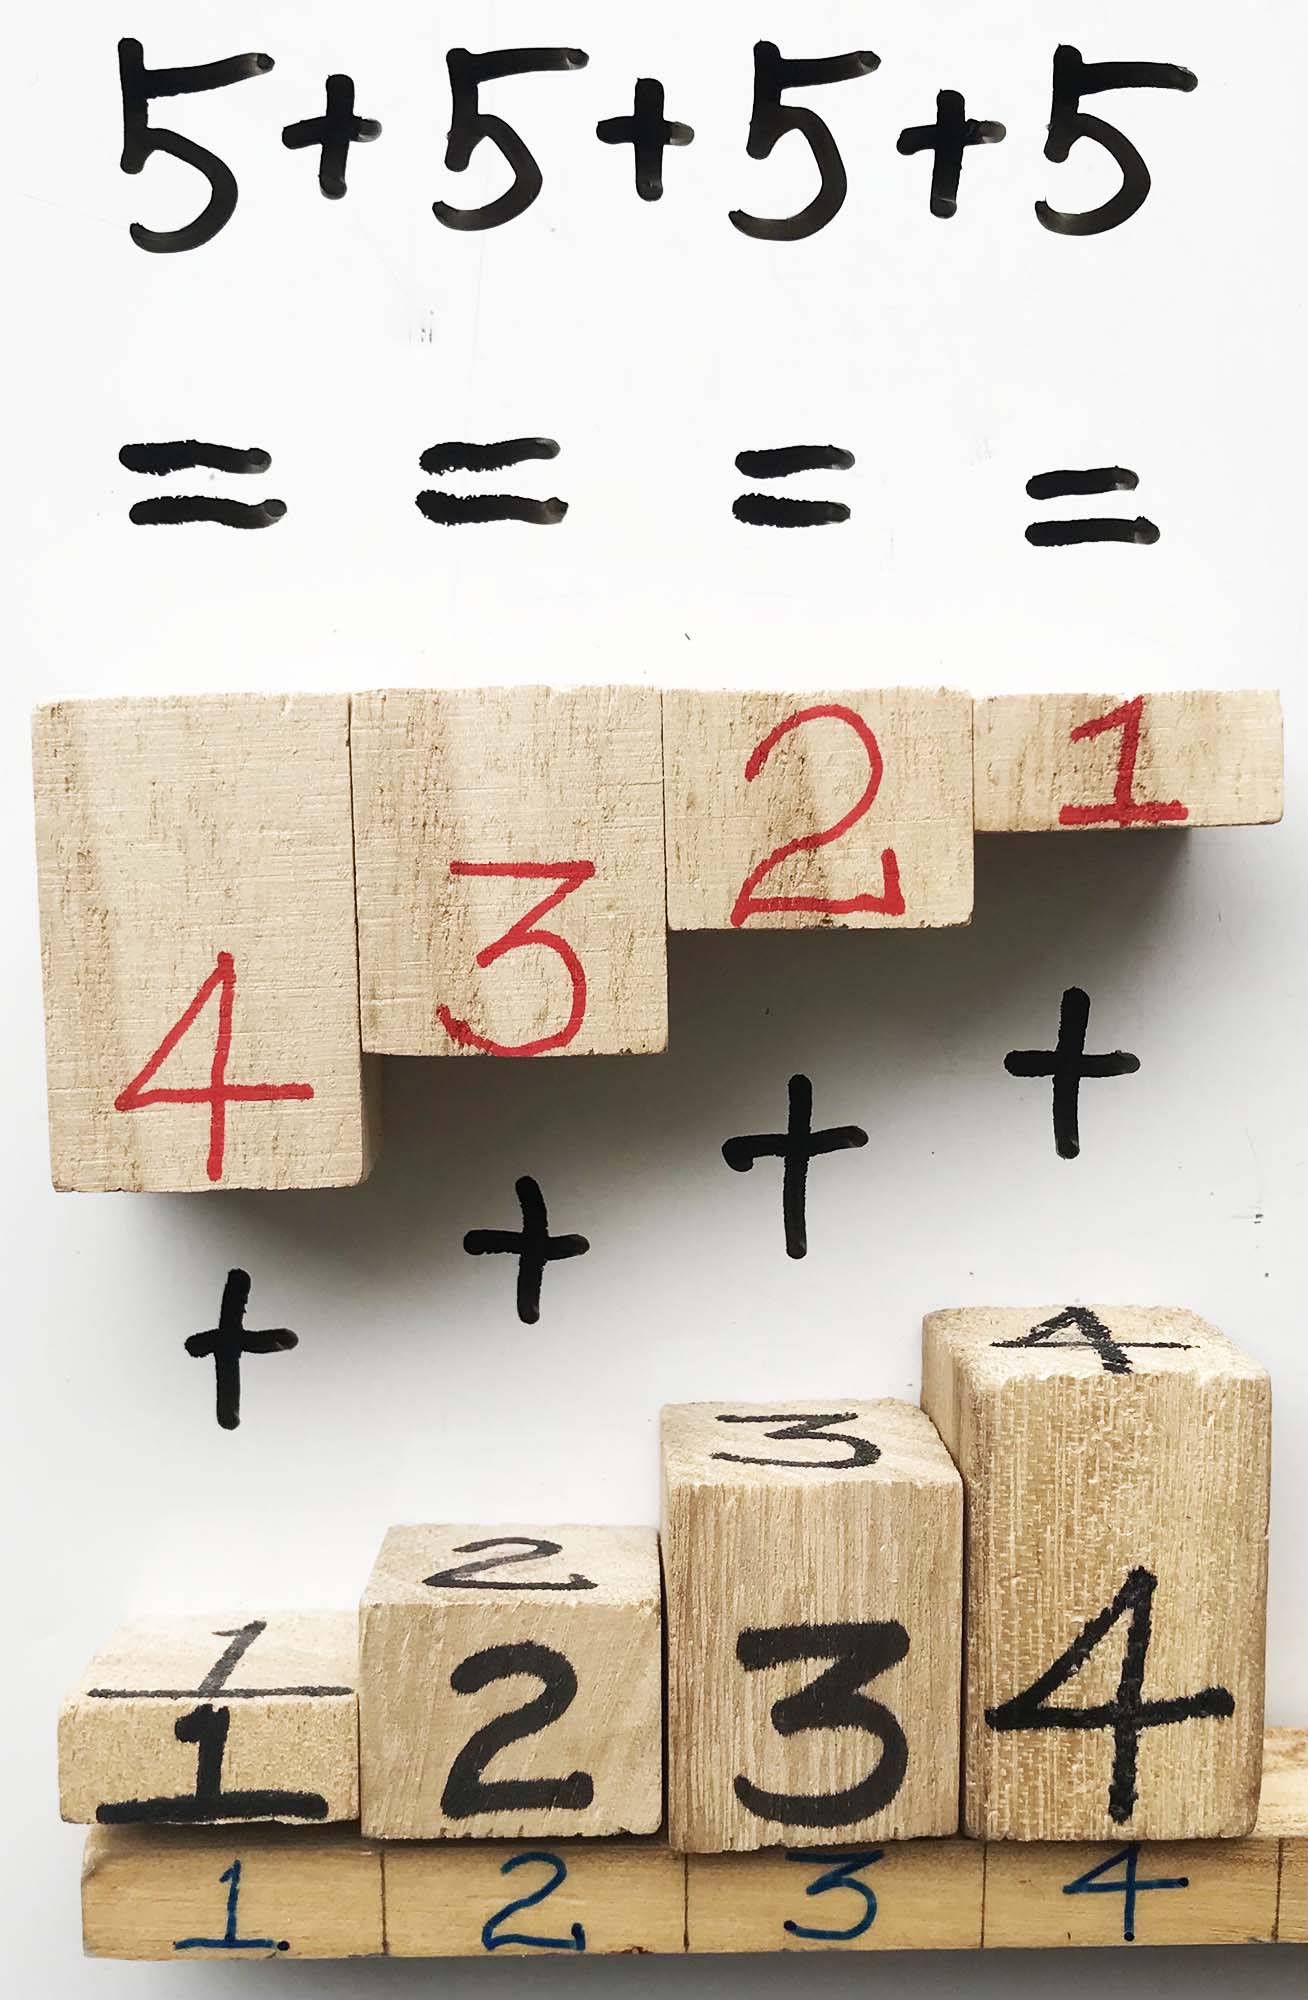 5+5+5+5
= = = =
4 3 2 1
+ + + +
1 2 3 4
1 2 3 4
1. 2 3 4